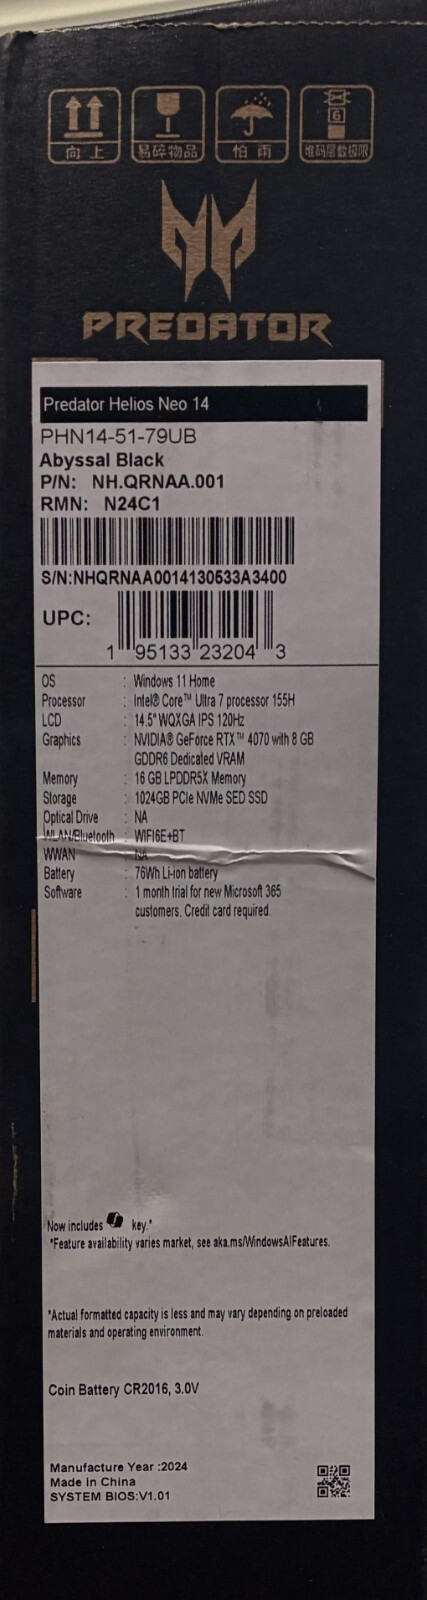 向上
易碎物品
怕雨
6
堆码层数极限
PREDATOR
Predator Helios Neo 14
PHN14-51-79UB
Abyssal Black
P/N: NH.QRNAA.001
RMN: N24C1
S/N:NHQRNAA0014130533A3400
UPC:
1 95133 23204 3
OS : Windows 11 Home
Processor : Intel® Core™ Ultra 7 processor 155H
LCD : 14.5" WQXGA IPS 120Hz
Graphics : NVIDIA® GeForce RTX™ 4070 with 8 GB
GDDR6 Dedicated VRAM
Memory : 16 GB LPDDR5X Memory
Storage : 1024GB PCIe NVMe SED SSD
Optical Drive : NA
WLAN/Bluetooth : WIFI6E+BT
WWAN : NA
Battery : 76Wh Li-ion battery
Software : 1 month trial for new Microsoft 365
customers. Credit card required.
Now includes key.*
*Feature availability varies market, see aka.ms/WindowsAIFeatures.
*Actual formatted capacity is less and may vary depending on preloaded
materials and operating environment.
Coin Battery CR2016, 3.0V
Manufacture Year :2024
Made in China
SYSTEM BIOS:V1.01